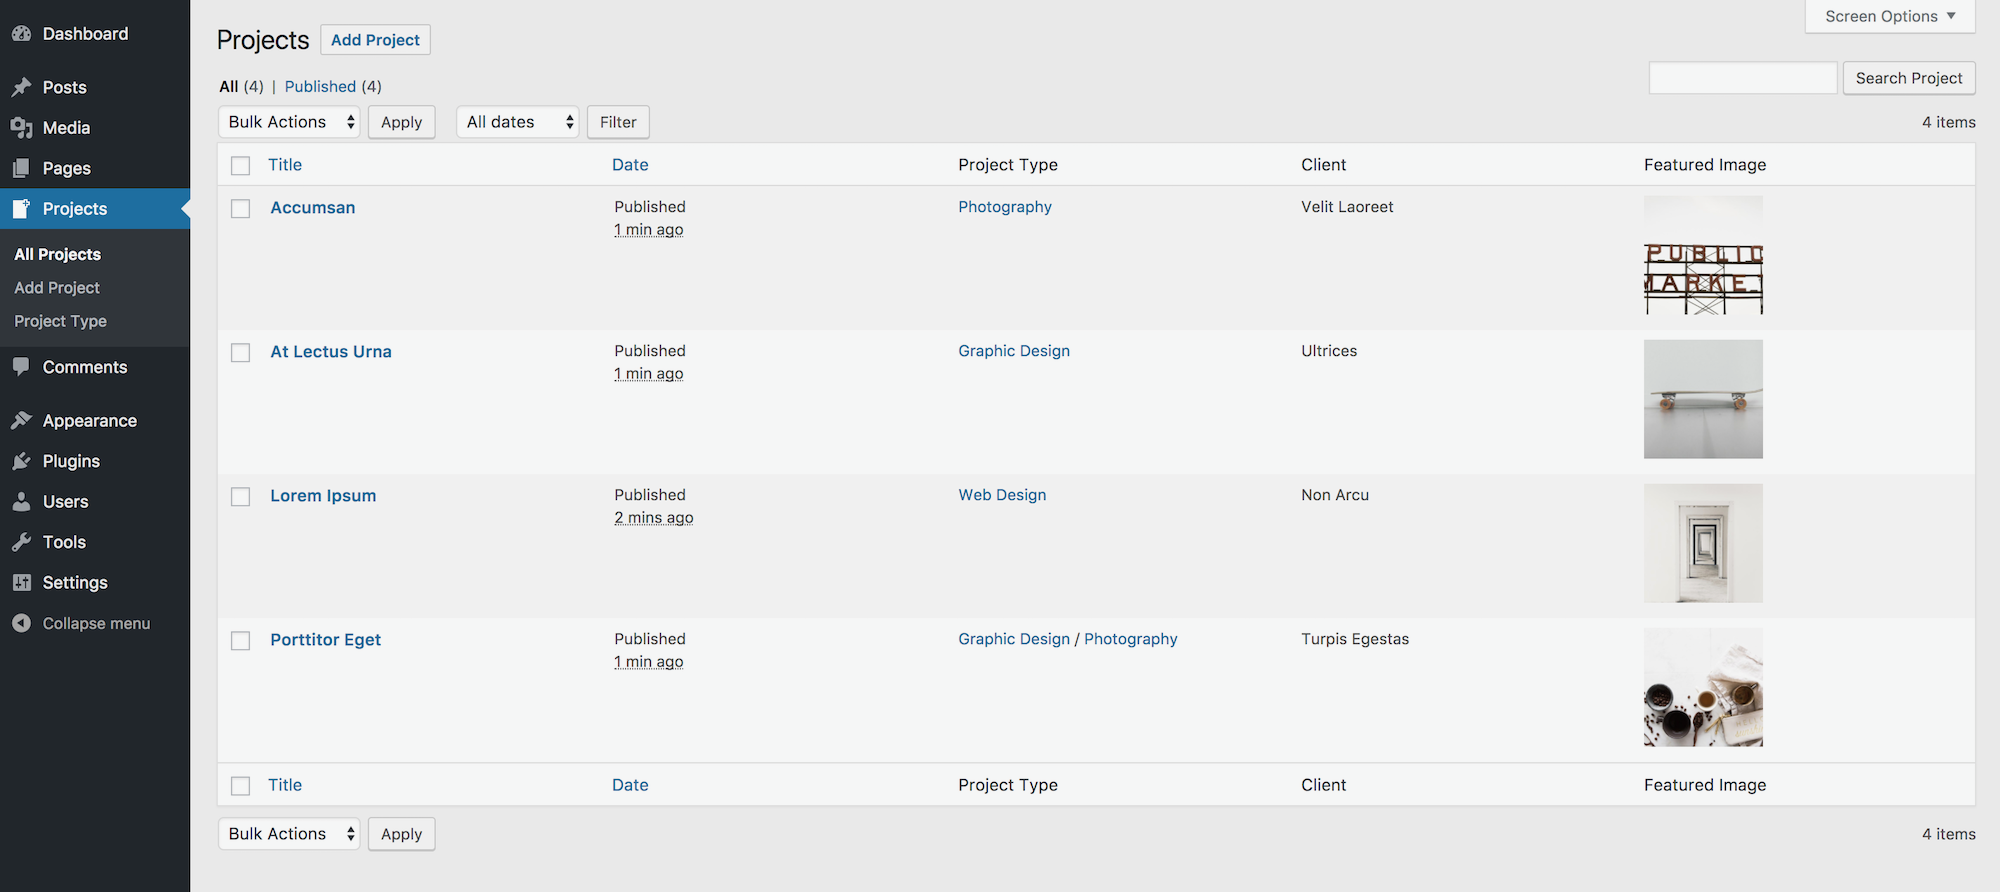 Dashboard
Posts
Media
Pages
Projects
All Projects
Add Project
Project Type
Comments
Appearance
Plugins
Users
Tools
Settings
Collapse menu
Screen Options
Projects Add Project
All (4) | Published (4)
Search Project
Bulk Actions Apply All dates Filter 4 items
Title Date Project Type Client Featured Image
Accumsan Published Photography Velit Laoreet
1 min ago
PUBLIC
MARKET
At Lectus Urna Published Graphic Design Ultrices
1 min ago
Lorem Ipsum Published Web Design Non Arcu
2 mins ago
Porttitor Eget Published Graphic Design / Photography Turpis Egestas
1 min ago
Title Date Project Type Client Featured Image
Bulk Actions Apply 4 items